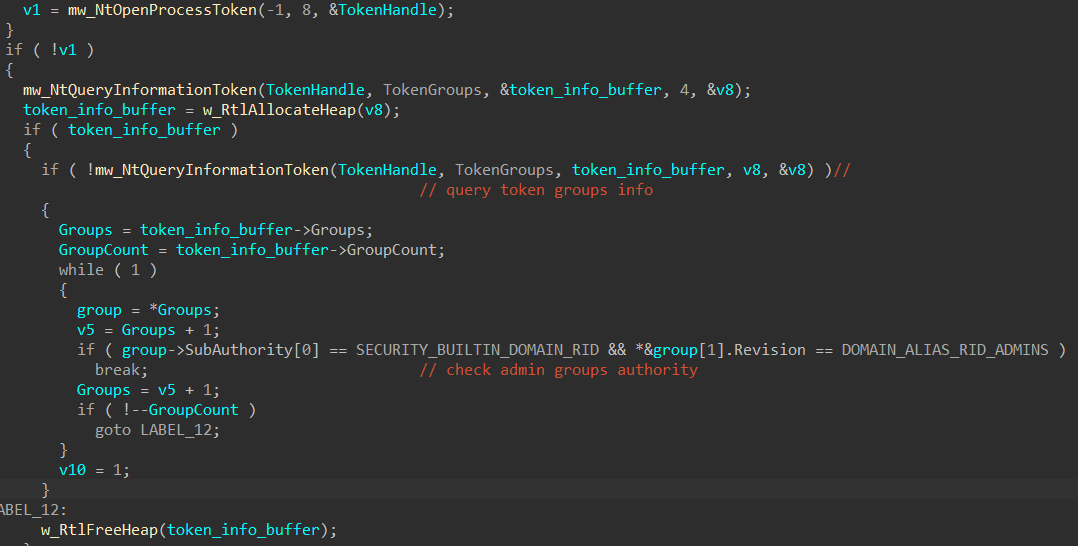 v1 = mw_NtOpenProcessToken(-1, 8, &TokenHandle);
}
if ( !v1 )
{
mw_NtQueryInformationToken(TokenHandle, TokenGroups, &token_info_buffer, 4, &v8);
token_info_buffer = w_RtlAllocateHeap(v8);
if ( token_info_buffer )
{
if ( !mw_NtQueryInformationToken(TokenHandle, TokenGroups, token_info_buffer, v8, &v8) )//
// query token groups info
{
Groups = token_info_buffer->Groups;
GroupCount = token_info_buffer->GroupCount;
while ( 1 )
{
group = *Groups;
v5 = Groups + 1;
if ( group->SubAuthority[0] == SECURITY_BUILTIN_DOMAIN_RID && *&group[1].Revision == DOMAIN_ALIAS_RID_ADMINS )
break; // check admin groups authority
Groups = v5 + 1;
if ( !--GroupCount )
goto LABEL_12;
}
v10 = 1;
}
ABEL_12:
w_RtlFreeHeap(token_info_buffer);